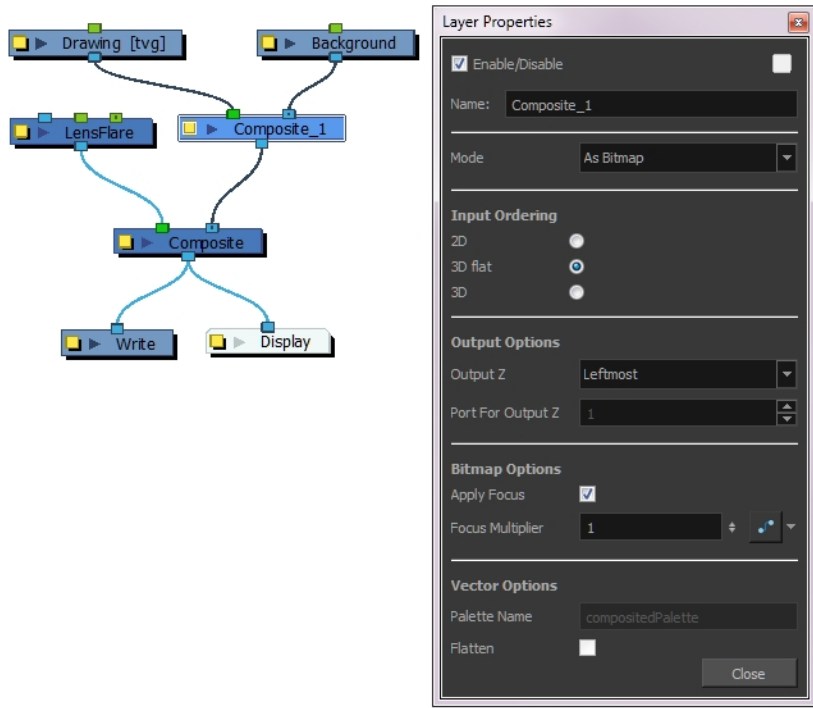 Drawing [tvg]
Background
LensFlare
Composite_1
Composite
Write
Display
Layer Properties
Enable/Disable
Name: Composite_1
Mode As Bitmap
Input Ordering
2D
3D flat
3D
Output Options
Output Z Leftmost
Port For Output Z 1
Bitmap Options
Apply Focus
Focus Multiplier 1
Vector Options
Palette Name compositedPalette
Flatten
Close